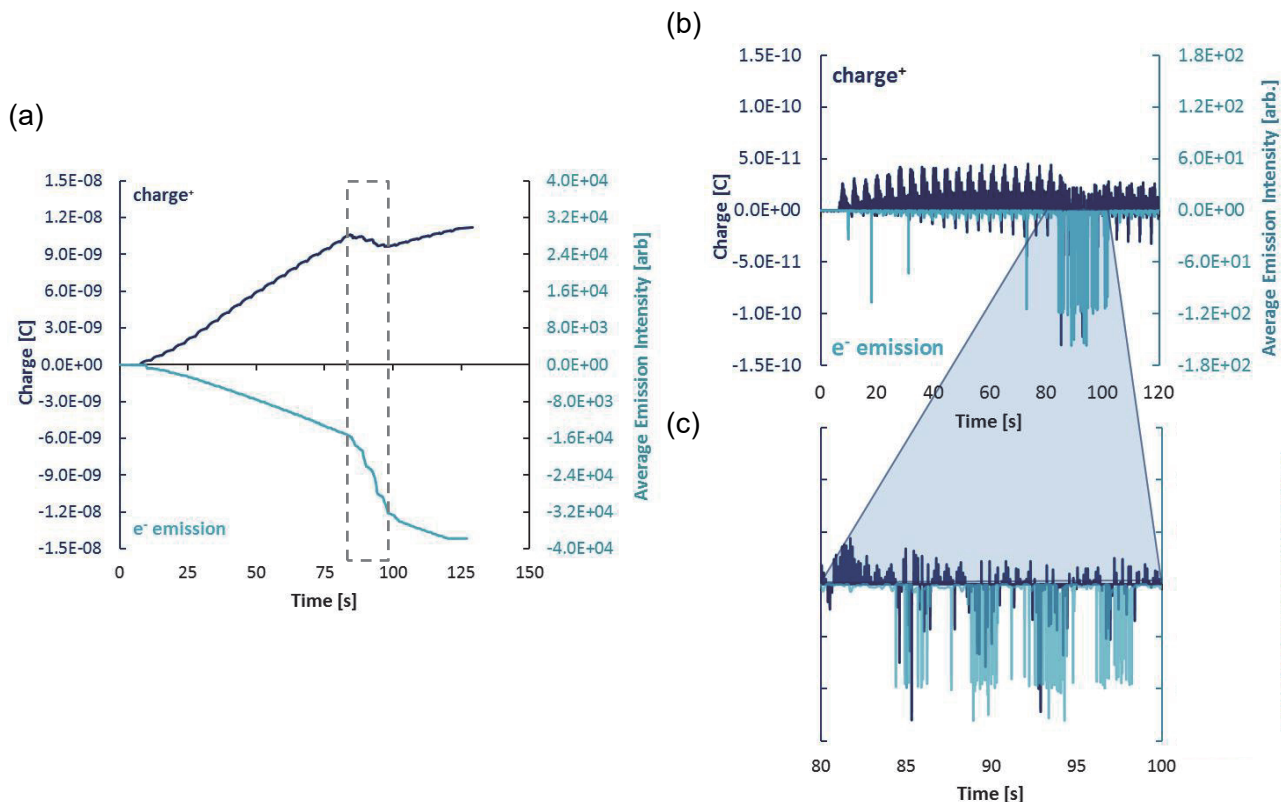 (a)
charge⁺
1.5E-08
1.2E-08
9.0E-09
6.0E-09
3.0E-09
0.0E+00
-3.0E-09
-6.0E-09
-9.0E-09
-1.2E-08
-1.5E-08
Charge [C]
4.0E+04
3.2E+04
2.4E+04
1.6E+04
8.0E+03
0.0E+00
-8.0E+03
-1.6E+04
-2.4E+04
-3.2E+04
-4.0E+04
Average Emission Intensity [arb]
e⁻ emission
0 25 50 75 100 125 150
Time [s]
(b)
charge⁺
1.5E-10
1.0E-10
5.0E-11
0.0E+00
-5.0E-11
-1.0E-10
-1.5E-10
Charge [C]
1.8E+02
1.2E+02
6.0E+01
0.0E+00
-6.0E+01
-1.2E+02
-1.8E+02
Average Emission Intensity [arb.]
e⁻ emission
0 20 40 60 80 100 120
Time [s]
(c)
80 85 90 95 100
Time [s]